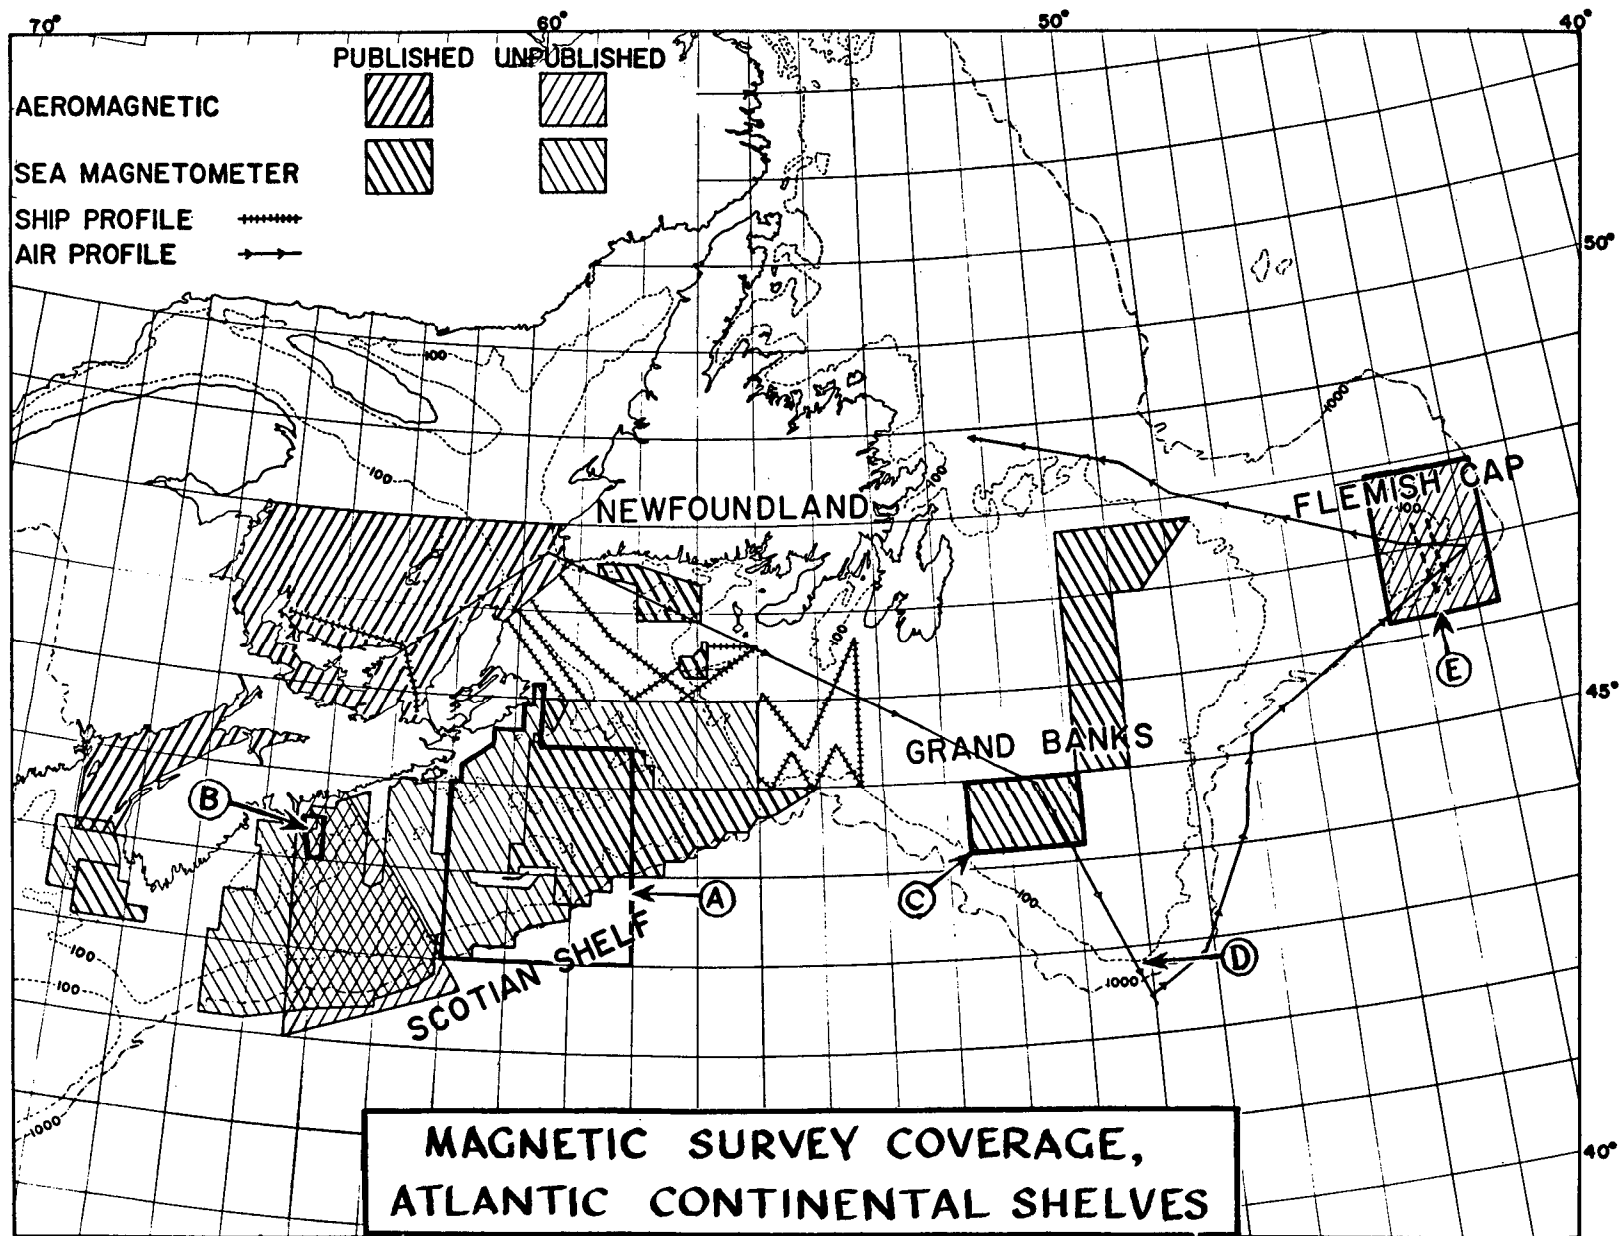 70° 60° 50° 40°
PUBLISHED UNPUBLISHED
AEROMAGNETIC
SEA MAGNETOMETER
SHIP PROFILE
AIR PROFILE
50°
100
1000
100
100
FLEMISH CAP
100
NEWFOUNDLAND
100
E
45°
GRAND BANKS
B
A
C
100
D
100
100
1000
SCOTIAN SHELF
1000
40°
MAGNETIC SURVEY COVERAGE,
ATLANTIC CONTINENTAL SHELVES